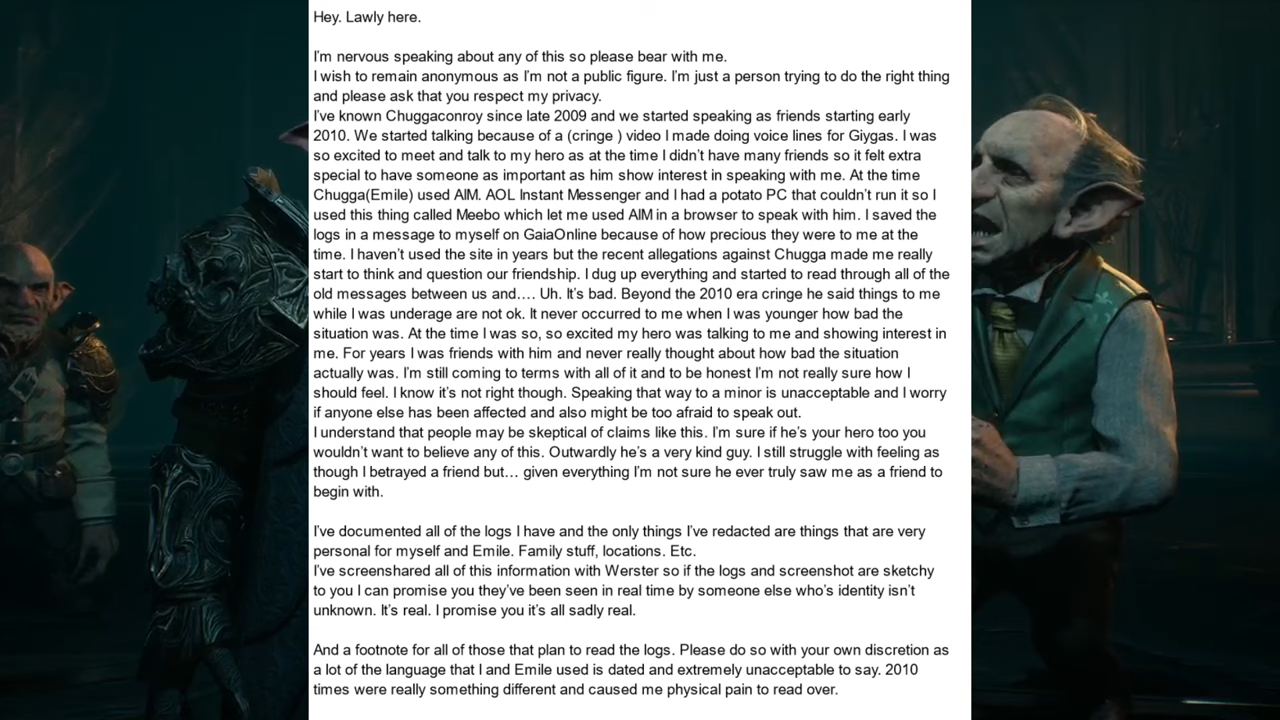 Hey. Lawly here.
I'm nervous speaking about any of this so please bear with me.
I wish to remain anonymous as I'm not a public figure. I'm just a person trying to do the right thing
and please ask that you respect my privacy.
I've known Chuggaconroy since late 2009 and we started speaking as friends starting early
2010. We started talking because of a (cringe ) video I made doing voice lines for Giygas. I was
so excited to meet and talk to my hero as at the time I didn't have many friends so it felt extra
special to have someone as important as him show interest in speaking with me. At the time
Chugga(Emile) used AIM. AOL Instant Messenger and I had a potato PC that couldn't run it so I
used this thing called Meebo which let me used AIM in a browser to speak with him. I saved the
logs in a message to myself on GaiaOnline because of how precious they were to me at the
time. I haven't used the site in years but the recent allegations against Chugga made me really
start to think and question our friendship. I dug up everything and started to read through all of the
old messages between us and…. Uh. It's bad. Beyond the 2010 era cringe he said things to me
while I was underage are not ok. It never occurred to me when I was younger how bad the
situation was. At the time I was so, so excited my hero was talking to me and showing interest in
me. For years I was friends with him and never really thought about how bad the situation
actually was. I'm still coming to terms with all of it and to be honest I'm not really sure how I
should feel. I know it's not right though. Speaking that way to a minor is unacceptable and I worry
if anyone else has been affected and also might be too afraid to speak out.
I understand that people may be skeptical of claims like this. I'm sure if he's your hero too you
wouldn't want to believe any of this. Outwardly he's a very kind guy. I still struggle with feeling as
though I betrayed a friend but… given everything I'm not sure he ever truly saw me as a friend to
begin with.
I've documented all of the logs I have and the only things I've redacted are things that are very
personal for myself and Emile. Family stuff, locations. Etc.
I've screenshared all of this information with Werster so if the logs and screenshot are sketchy
to you I can promise you they've been seen in real time by someone else who's identity isn't
unknown. It's real. I promise you it's all sadly real.
And a footnote for all of those that plan to read the logs. Please do so with your own discretion as
a lot of the language that I and Emile used is dated and extremely unacceptable to say. 2010
times were really something different and caused me physical pain to read over.